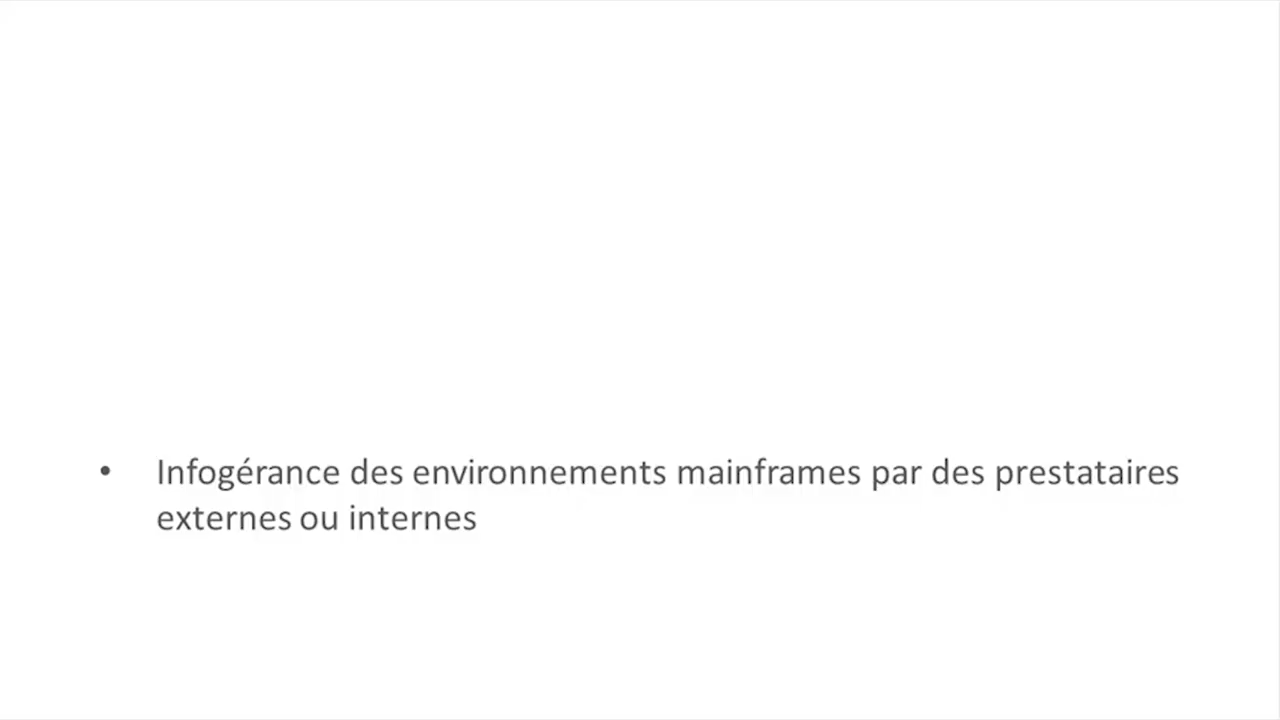 • Infogérance des environnements mainframes par des prestataires
externes ou internes